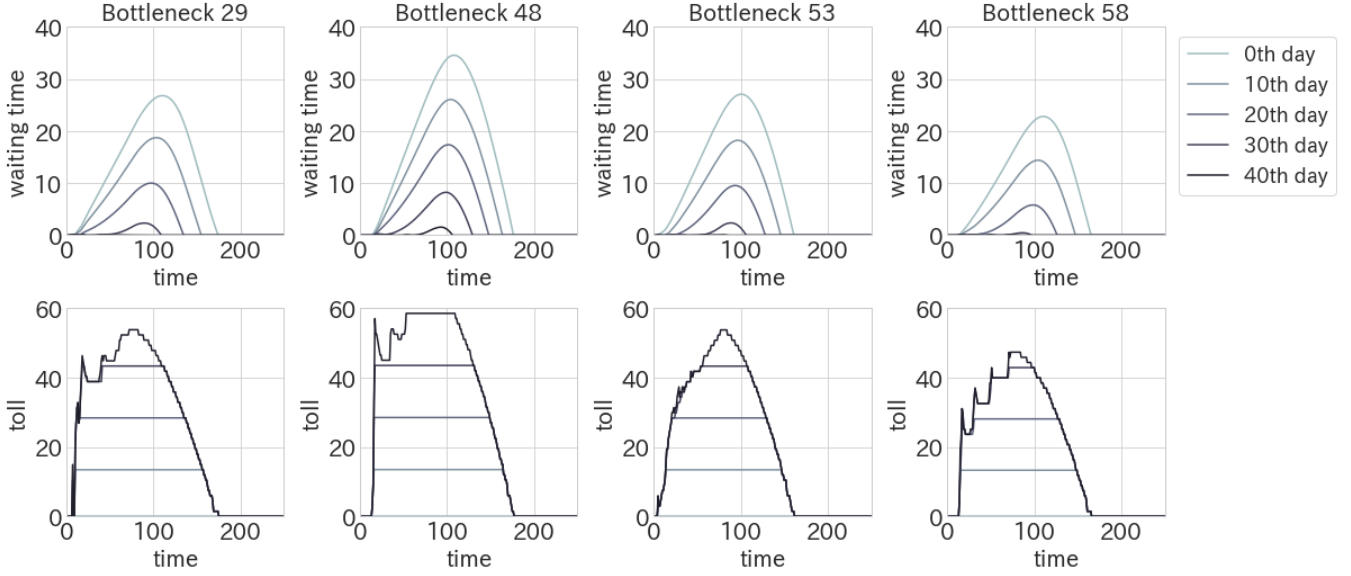 Bottleneck 29
Bottleneck 48
Bottleneck 53
Bottleneck 58
40
30
20
10
0
waiting time
0 100 200
time
40
30
20
10
0
waiting time
0 100 200
time
40
30
20
10
0
waiting time
0 100 200
time
40
30
20
10
0
waiting time
0 100 200
time
0th day
10th day
20th day
30th day
40th day
60
40
20
0
toll
0 100 200
time
60
40
20
0
toll
0 100 200
time
60
40
20
0
toll
0 100 200
time
60
40
20
0
toll
0 100 200
time